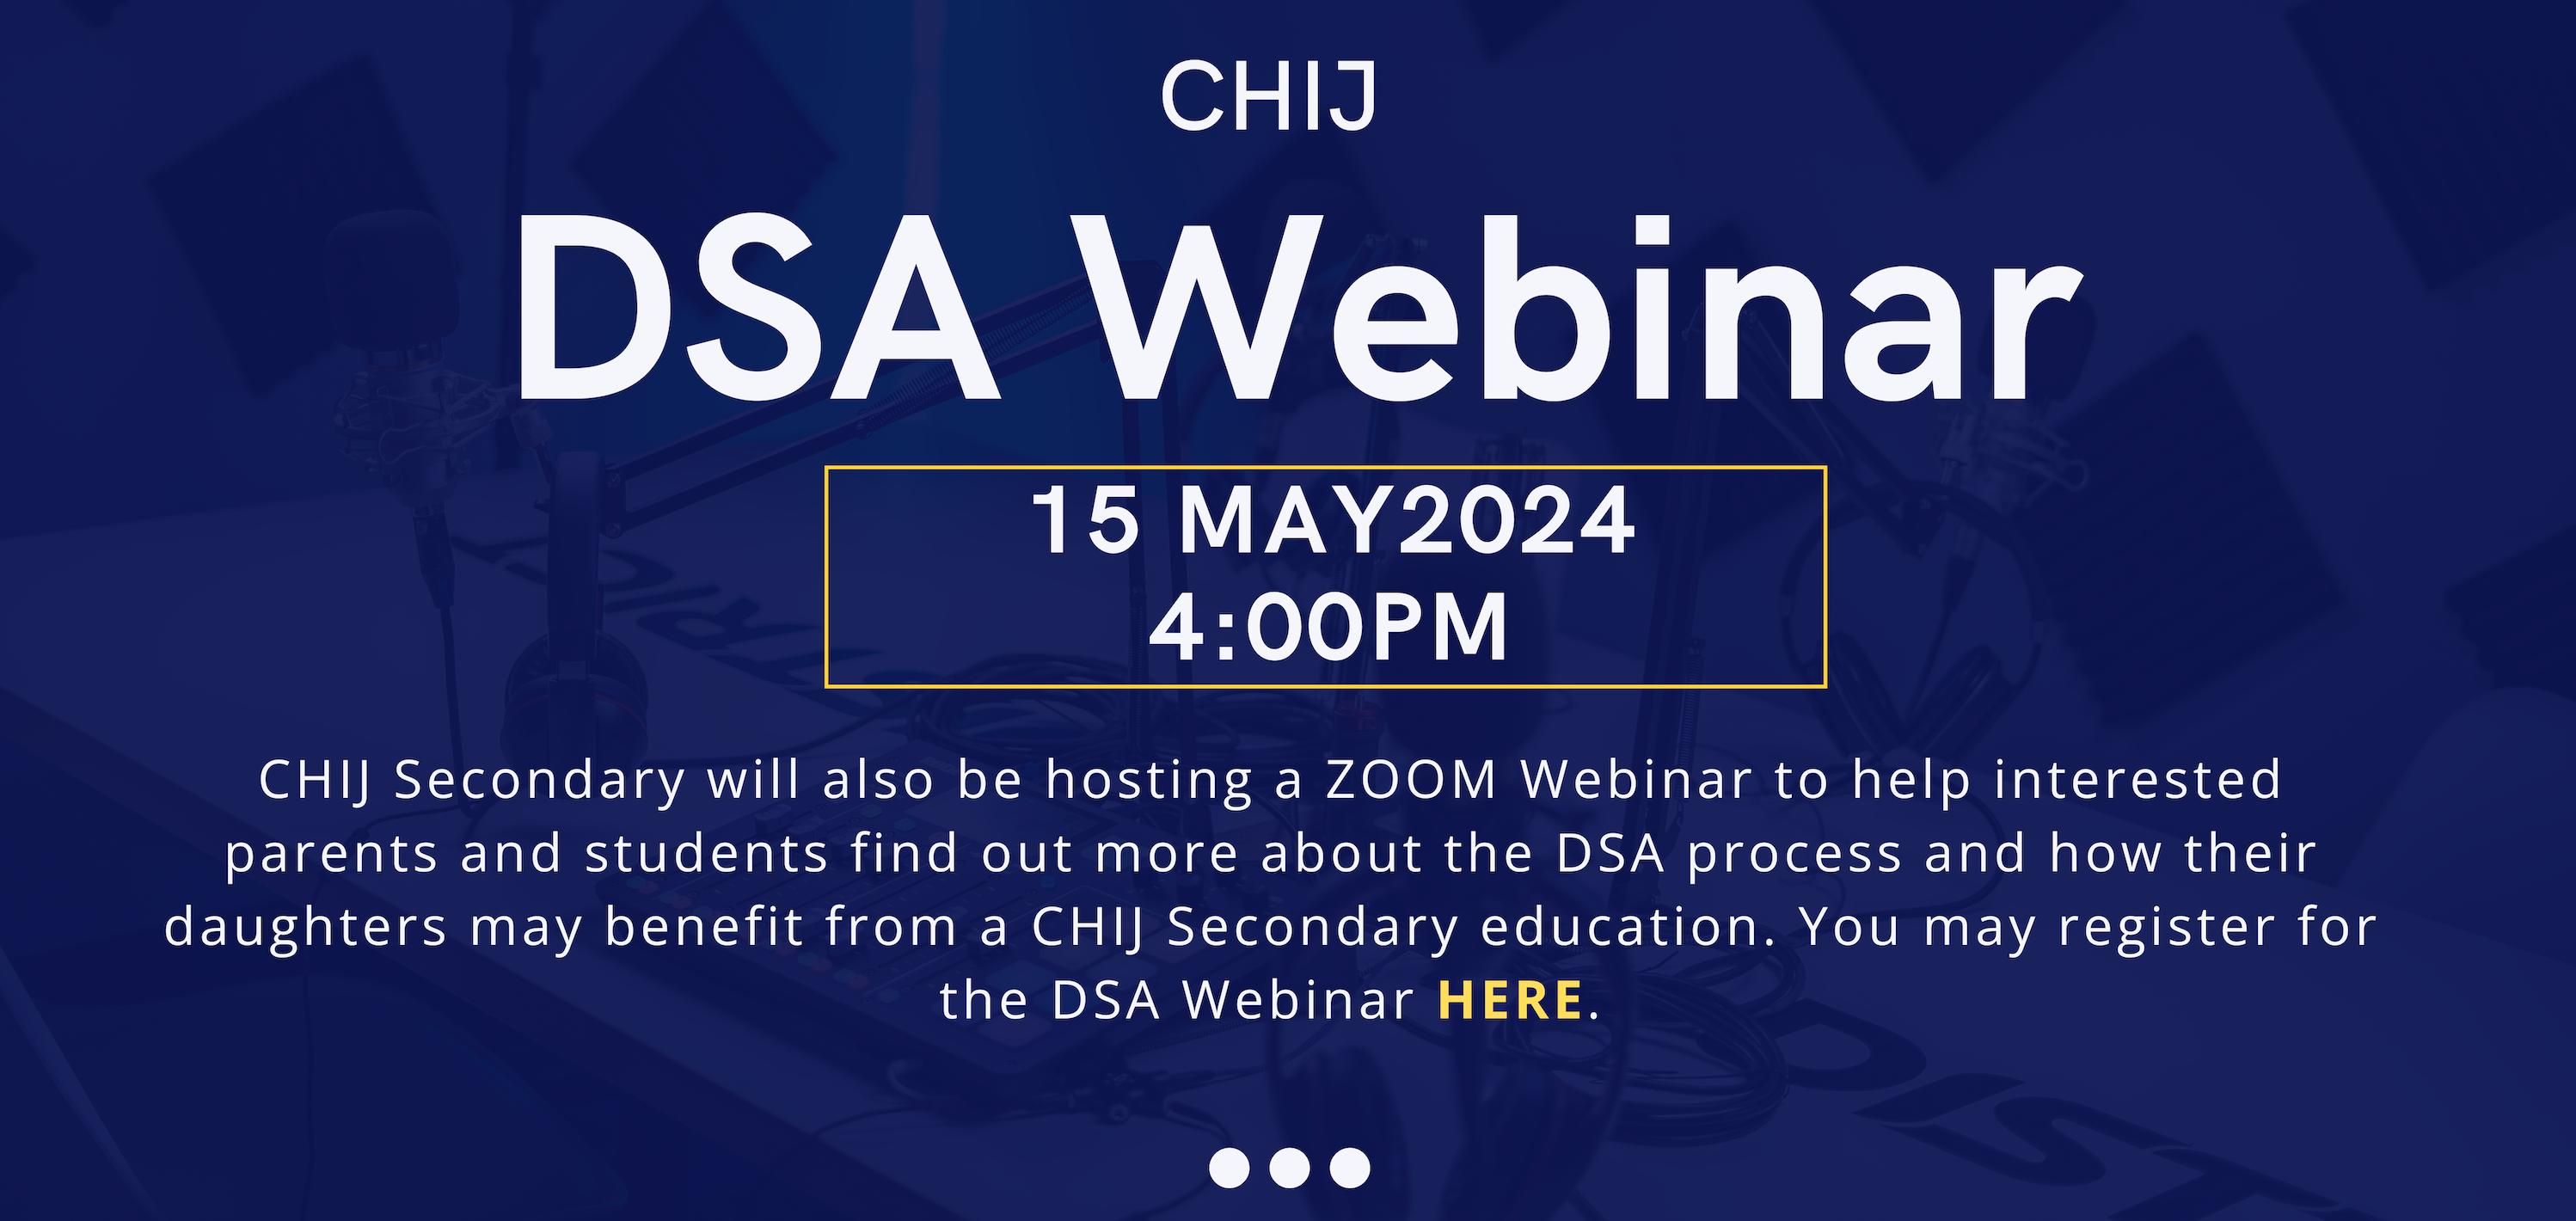 CHIJ
DSA Webinar
15 MAY2024
4:00PM
CHIJ Secondary will also be hosting a ZOOM Webinar to help interested
parents and students find out more about the DSA process and how their
daughters may benefit from a CHIJ Secondary education. You may register for
the DSA Webinar HERE.